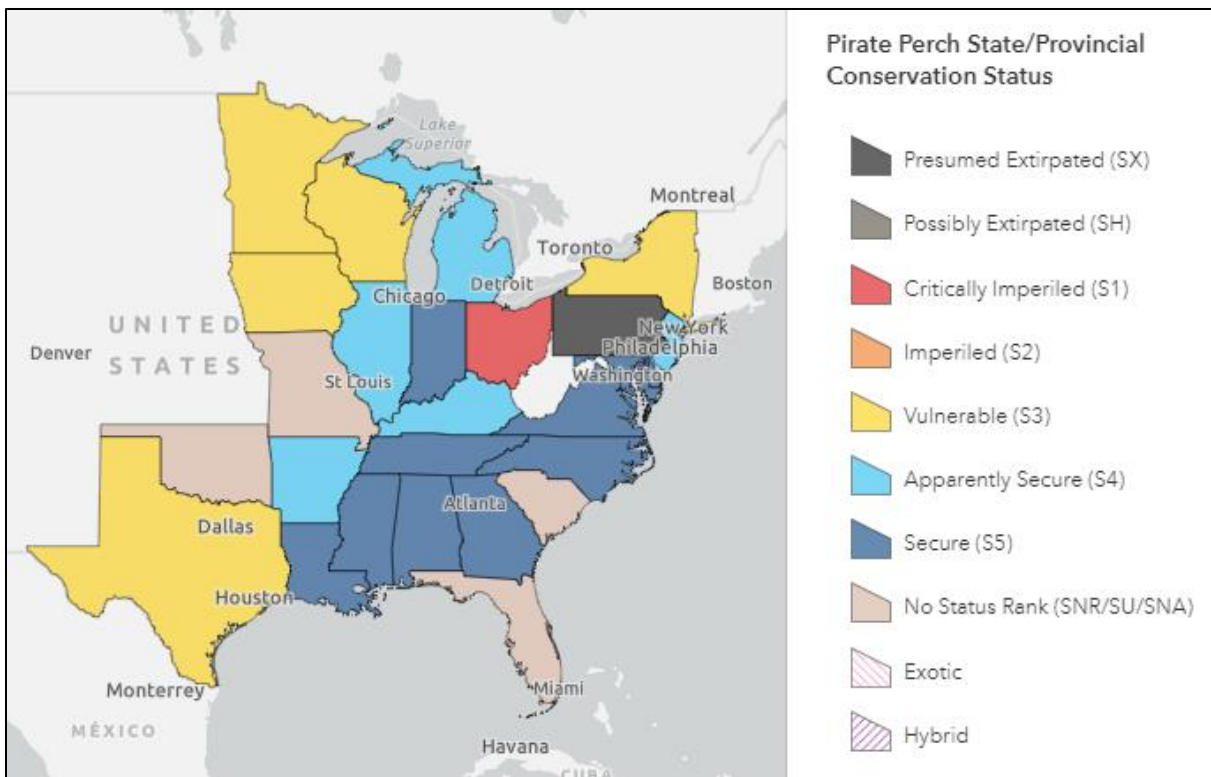 Pirate Perch State/Provincial
Conservation Status
Presumed Extirpated (SX)
Possibly Extirpated (SH)
Critically Imperiled (S1)
Imperiled (S2)
Vulnerable (S3)
Apparently Secure (S4)
Secure (S5)
No Status Rank (SNR/SU/SNA)
Exotic
Hybrid
Lake
Superior
Montreal
Toronto
Boston
Detroit
Chicago
UNITED
STATES
New York
Philadelphia
Denver
Washington
St Louis
Atlanta
Dallas
Houston
Monterrey
Miami
MÉXICO
Havana
CUBA